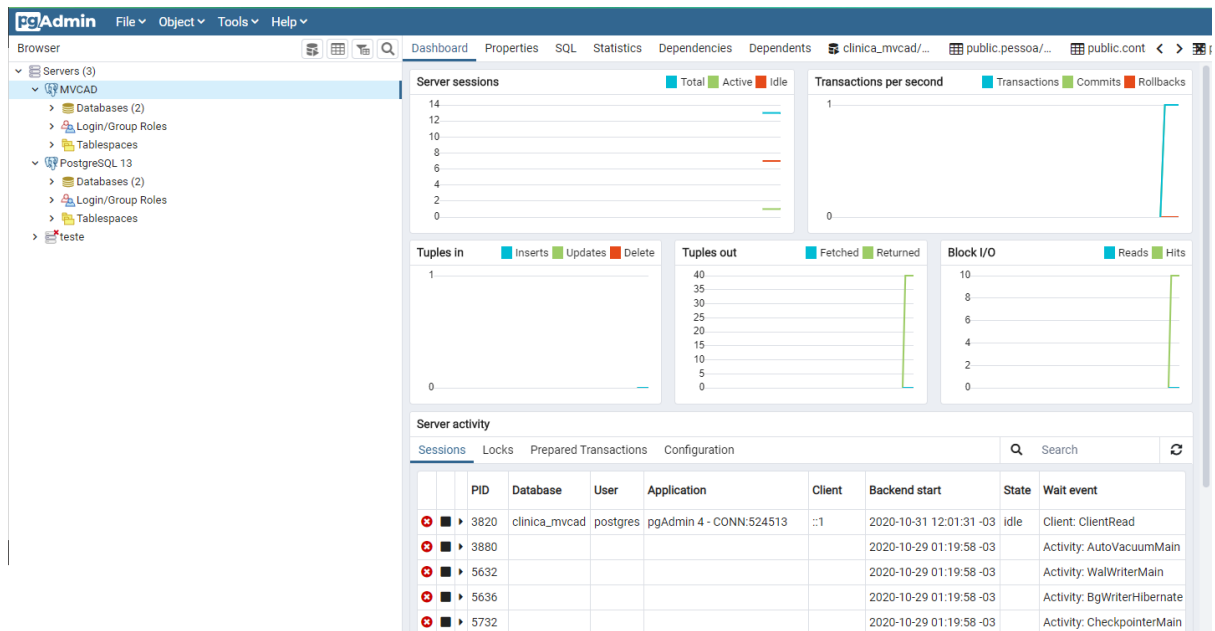 pgAdmin File Object Tools Help
Browser
Dashboard Properties SQL Statistics Dependencies Dependents clinica_mvcad/... public.pessoa/... public.cont
Servers (3)
MVCAD
Databases (2)
Login/Group Roles
Tablespaces
PostgreSQL 13
Databases (2)
Login/Group Roles
Tablespaces
teste
Server sessions Total Active Idle
14
12
10
8
6
4
2
0
Transactions per second Transactions Commits Rollbacks
1
0
Tuples in Inserts Updates Delete
1
0
Tuples out Fetched Returned
40
35
30
25
20
15
10
5
0
Block I/O Reads Hits
10
8
6
4
2
0
Server activity
Sessions Locks Prepared Transactions Configuration Search
PID Database User Application Client Backend start State Wait event
3820 clinica_mvcad postgres pgAdmin 4 - CONN:524513 ::1 2020-10-31 12:01:31 -03 idle Client: ClientRead
3880 2020-10-29 01:19:58 -03 Activity: AutoVacuumMain
5632 2020-10-29 01:19:58 -03 Activity: WalWriterMain
5636 2020-10-29 01:19:58 -03 Activity: BgWriterHibernate
5732 2020-10-29 01:19:58 -03 Activity: CheckpointerMain